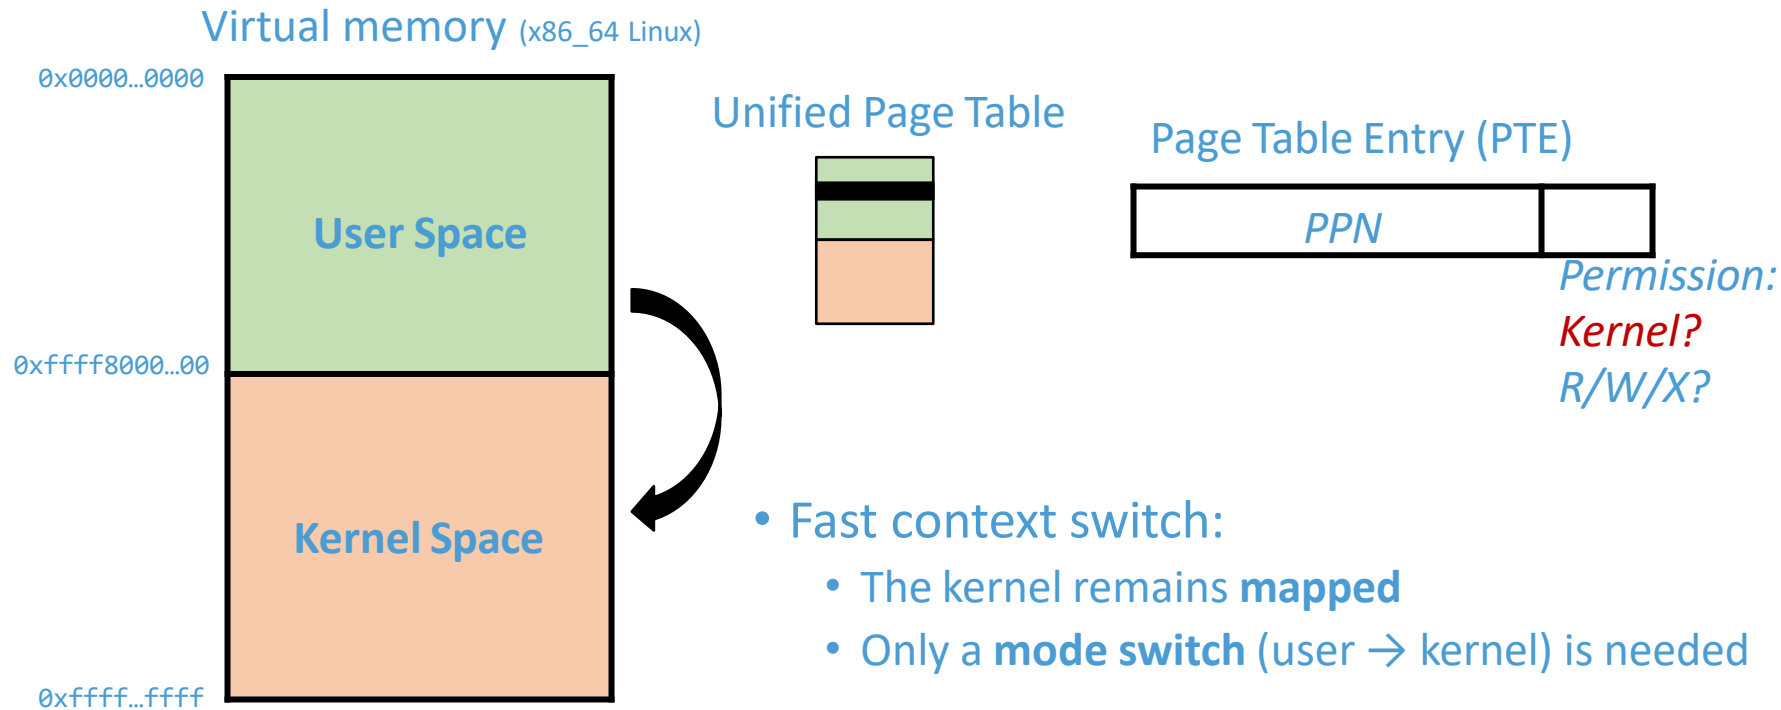 Virtual memory (x86_64 Linux)
0x0000…0000
User Space
0xffff8000…00
Kernel Space
0xffff…ffff
Unified Page Table
Page Table Entry (PTE)
PPN
Permission:
Kernel?
R/W/X?
• Fast context switch:
• The kernel remains mapped
• Only a mode switch (user → kernel) is needed